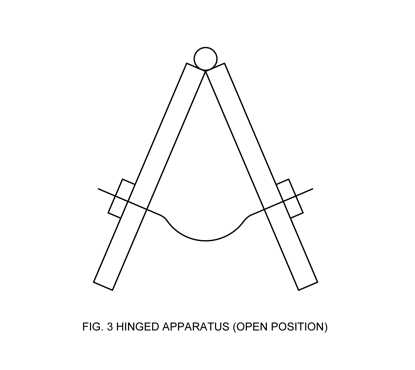 FIG. 3 HINGED APPARATUS (OPEN POSITION)